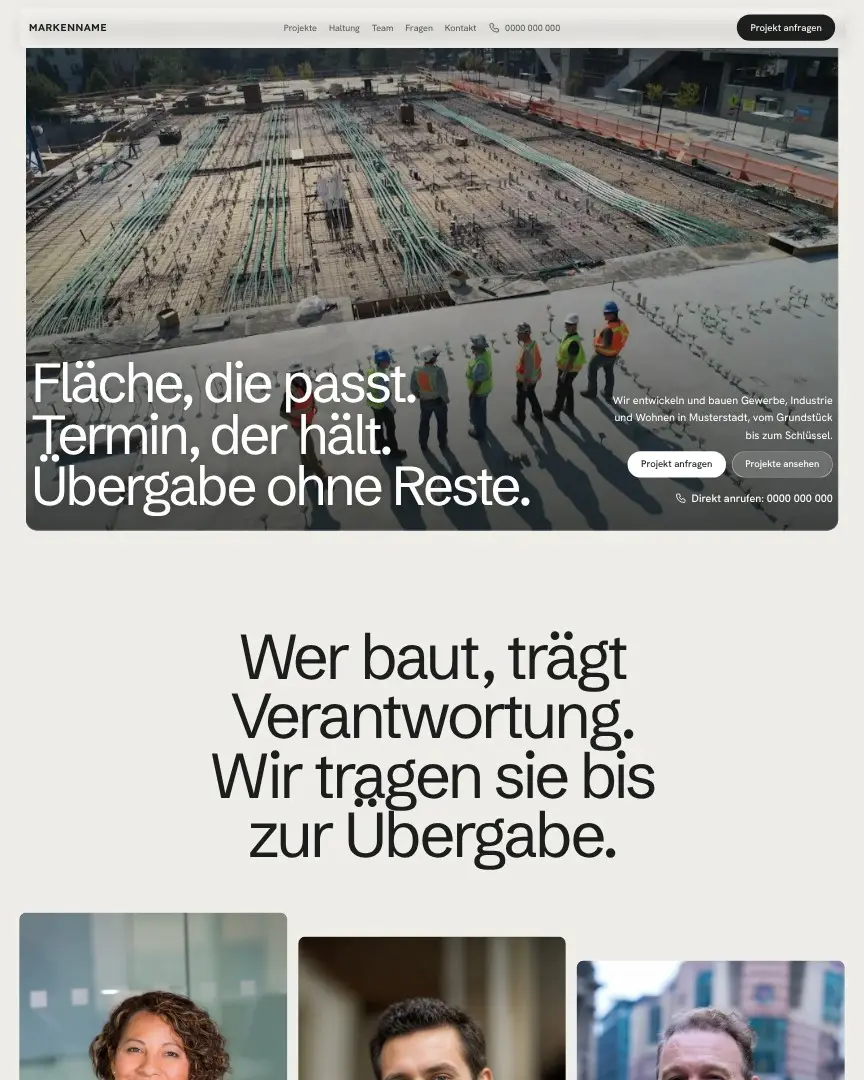 MARKENNAME
Projekte
Haltung
Team
Fragen
Kontakt
0000 000 000
Projekt anfragen
Fläche, die passt.
Termin, der hält.
Übergabe ohne Reste.
Wir entwickeln und bauen Gewerbe, Industrie
und Wohnen in Musterstadt, vom Grundstück
bis zum Schlüssel.
Projekt anfragen
Projekte ansehen
Direkt anrufen: 0000 000 000
Wer baut, trägt
Verantwortung.
Wir tragen sie bis
zur Übergabe.